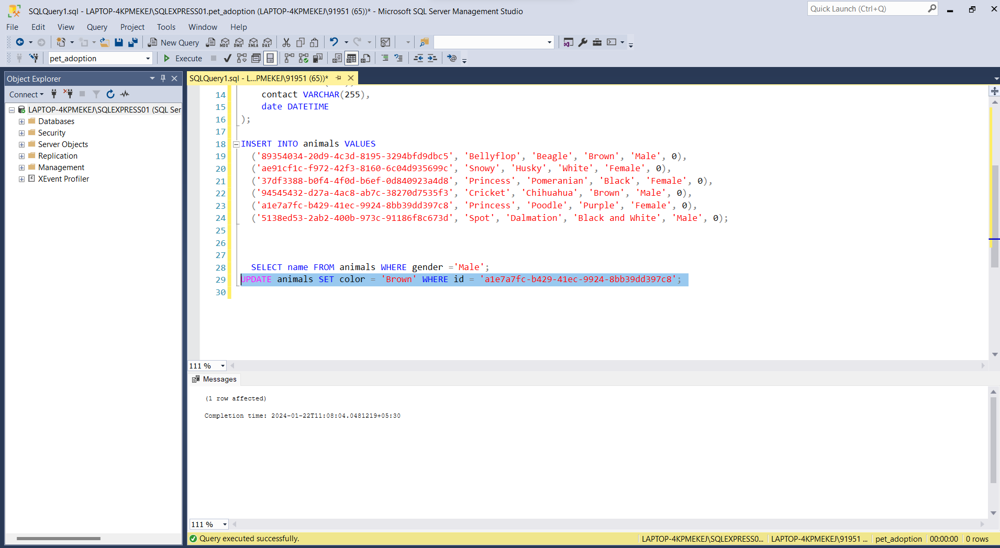 SQLQuery1.sql - LAPTOP-4KPMEKEJ\SQLEXPRESS01.pet_adoption (LAPTOP-4KPMEKEJ\91951 (65))* - Microsoft SQL Server Management Studio
Quick Launch (Ctrl+Q)
File Edit View Query Project Tools Window Help
New Query MDX DMX XMLA DAX
pet_adoption Execute
Object Explorer
SQLQuery1.sql - L...PMEKEJ\91951 (65))*
Connect
LAPTOP-4KPMEKEJ\SQLEXPRESS01 (SQL Ser
Databases
Security
Server Objects
Replication
Management
XEvent Profiler
14 contact VARCHAR(255),
15 date DATETIME
16 );
17
18 INSERT INTO animals VALUES
19 ('89354034-20d9-4c3d-8195-3294bfd9dbc5', 'Bellyflop', 'Beagle', 'Brown', 'Male', 0),
20 ('ae91cf1c-f972-42f3-8160-6c04d935699c', 'Snowy', 'Husky', 'White', 'Female', 0),
21 ('37df3388-b0f4-4f0d-b6ef-0d840923a4d8', 'Princess', 'Pomeranian', 'Black', 'Female', 0),
22 ('94545432-d27a-4ac8-ab7c-38270d7535f3', 'Cricket', 'Chihuahua', 'Brown', 'Male', 0),
23 ('a1e7a7fc-b429-41ec-9924-8bb39dd397c8', 'Princess', 'Poodle', 'Purple', 'Female', 0),
24 ('5138ed53-2ab2-400b-973c-91186f8c673d', 'Spot', 'Dalmation', 'Black and White', 'Male', 0);
25
26
27
28 SELECT name FROM animals WHERE gender ='Male';
29 UPDATE animals SET color = 'Brown' WHERE id = 'a1e7a7fc-b429-41ec-9924-8bb39dd397c8';
30
111 %
Messages
(1 row affected)
Completion time: 2024-01-22T11:08:04.0481219+05:30
111 %
Query executed successfully.
LAPTOP-4KPMEKEJ\SQLEXPRESS0... LAPTOP-4KPMEKEJ\91951 ... pet_adoption 00:00:00 0 rows